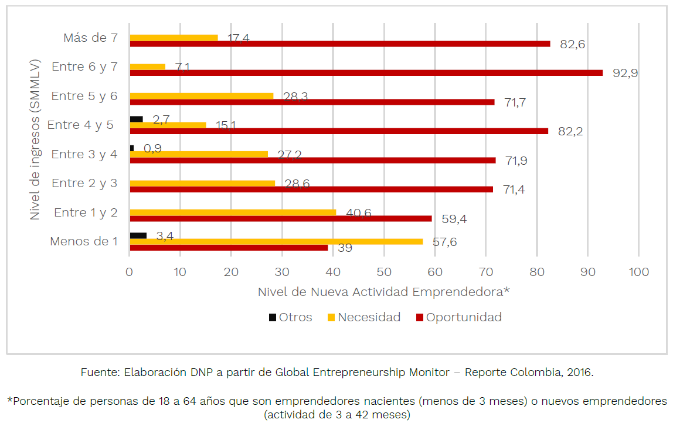 Nivel de ingresos (SMMLV)
Más de 7
17,4
82,6
Entre 6 y 7
7,1
92,9
Entre 5 y 6
28,3
71,7
Entre 4 y 5
2,7
15,1
82,2
Entre 3 y 4
0,9
27,2
71,9
Entre 2 y 3
28,6
71,4
Entre 1 y 2
40,6
59,4
Menos de 1
3,4
57,6
39
0 10 20 30 40 50 60 70 80 90 100
Nivel de Nueva Actividad Emprendedora*
Otros Necesidad Oportunidad
Fuente: Elaboración DNP a partir de Global Entrepreneurship Monitor – Reporte Colombia, 2016.
*Porcentaje de personas de 18 a 64 años que son emprendedores nacientes (menos de 3 meses) o nuevos emprendedores
(actividad de 3 a 42 meses)